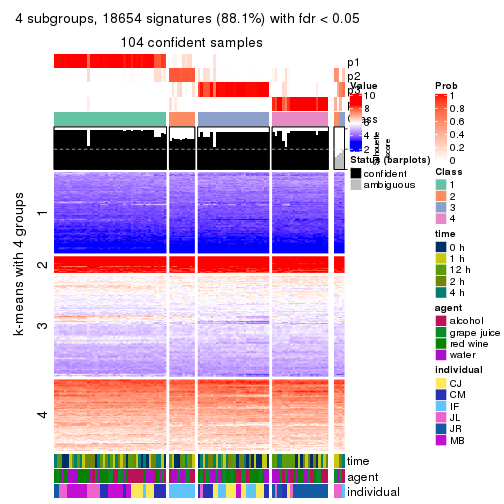 4 subgroups, 18654 signatures (88.1%) with fdr < 0.05
104 confident samples
p1
p2
Value
10
8
6
4
2
Status (barplots)
confident
ambiguous
Silhouette
score
k-means with 4 groups
1
2
3
4
time
agent
individual
Prob
1
0.8
0.6
0.4
0.2
0
Class
1
2
3
4
time
0 h
1 h
12 h
2 h
4 h
agent
alcohol
grape juice
red wine
water
individual
CJ
CM
IF
JL
JR
MB